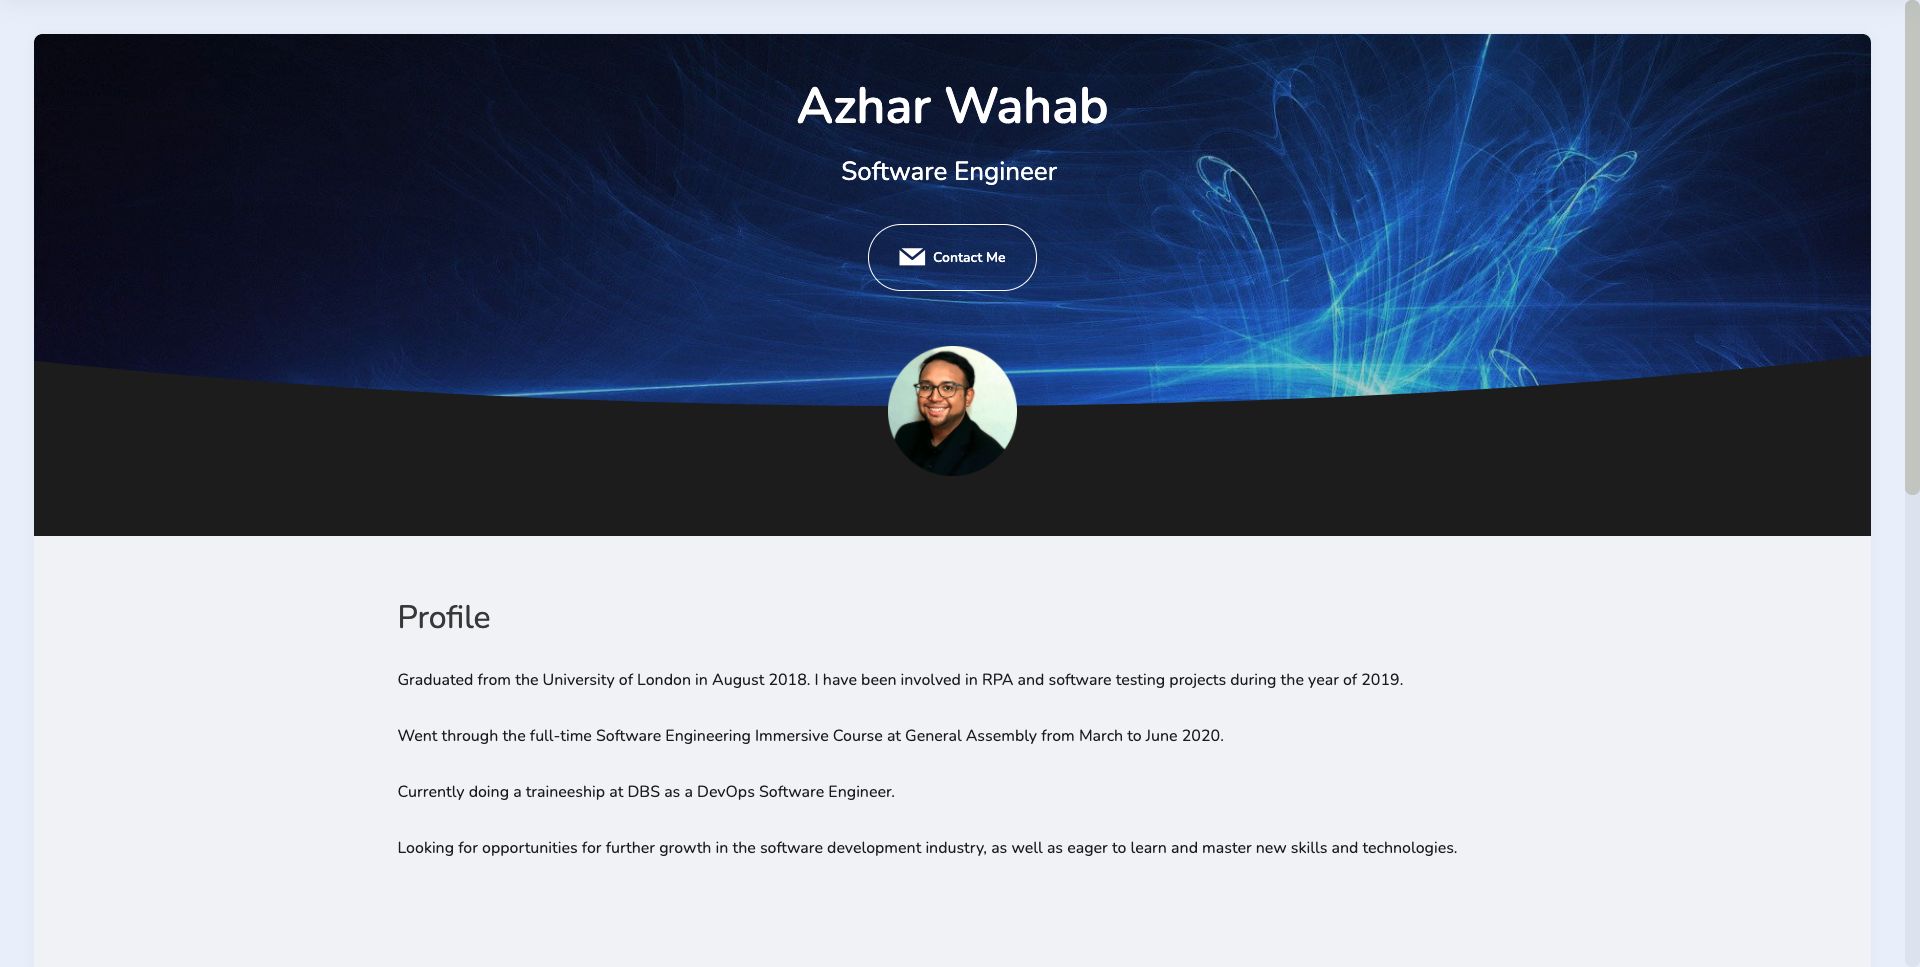 Azhar Wahab
Software Engineer
Contact Me
Profile
Graduated from the University of London in August 2018. I have been involved in RPA and software testing projects during the year of 2019.
Went through the full-time Software Engineering Immersive Course at General Assembly from March to June 2020.
Currently doing a traineeship at DBS as a DevOps Software Engineer.
Looking for opportunities for further growth in the software development industry, as well as eager to learn and master new skills and technologies.